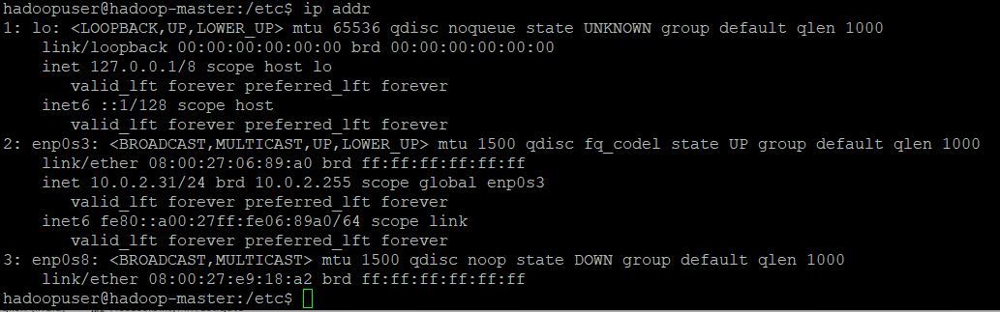 hadoopuser@hadoop-master:/etc$ ip addr
1: lo: <LOOPBACK,UP,LOWER_UP> mtu 65536 qdisc noqueue state UNKNOWN group default qlen 1000
    link/loopback 00:00:00:00:00:00 brd 00:00:00:00:00:00
    inet 127.0.0.1/8 scope host lo
       valid_lft forever preferred_lft forever
    inet6 ::1/128 scope host
       valid_lft forever preferred_lft forever
2: enp0s3: <BROADCAST,MULTICAST,UP,LOWER_UP> mtu 1500 qdisc fq_codel state UP group default qlen 1000
    link/ether 08:00:27:06:89:a0 brd ff:ff:ff:ff:ff:ff
    inet 10.0.2.31/24 brd 10.0.2.255 scope global enp0s3
       valid_lft forever preferred_lft forever
    inet6 fe80::a00:27ff:fe06:89a0/64 scope link
       valid_lft forever preferred_lft forever
3: enp0s8: <BROADCAST,MULTICAST> mtu 1500 qdisc noop state DOWN group default qlen 1000
    link/ether 08:00:27:e9:18:a2 brd ff:ff:ff:ff:ff:ff
hadoopuser@hadoop-master:/etc$